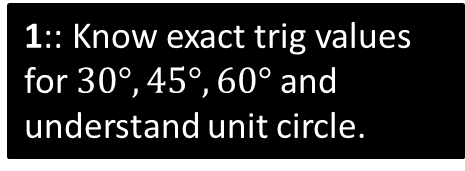 1:: Know exact trig values
for 30°, 45°, 60° and
understand unit circle.